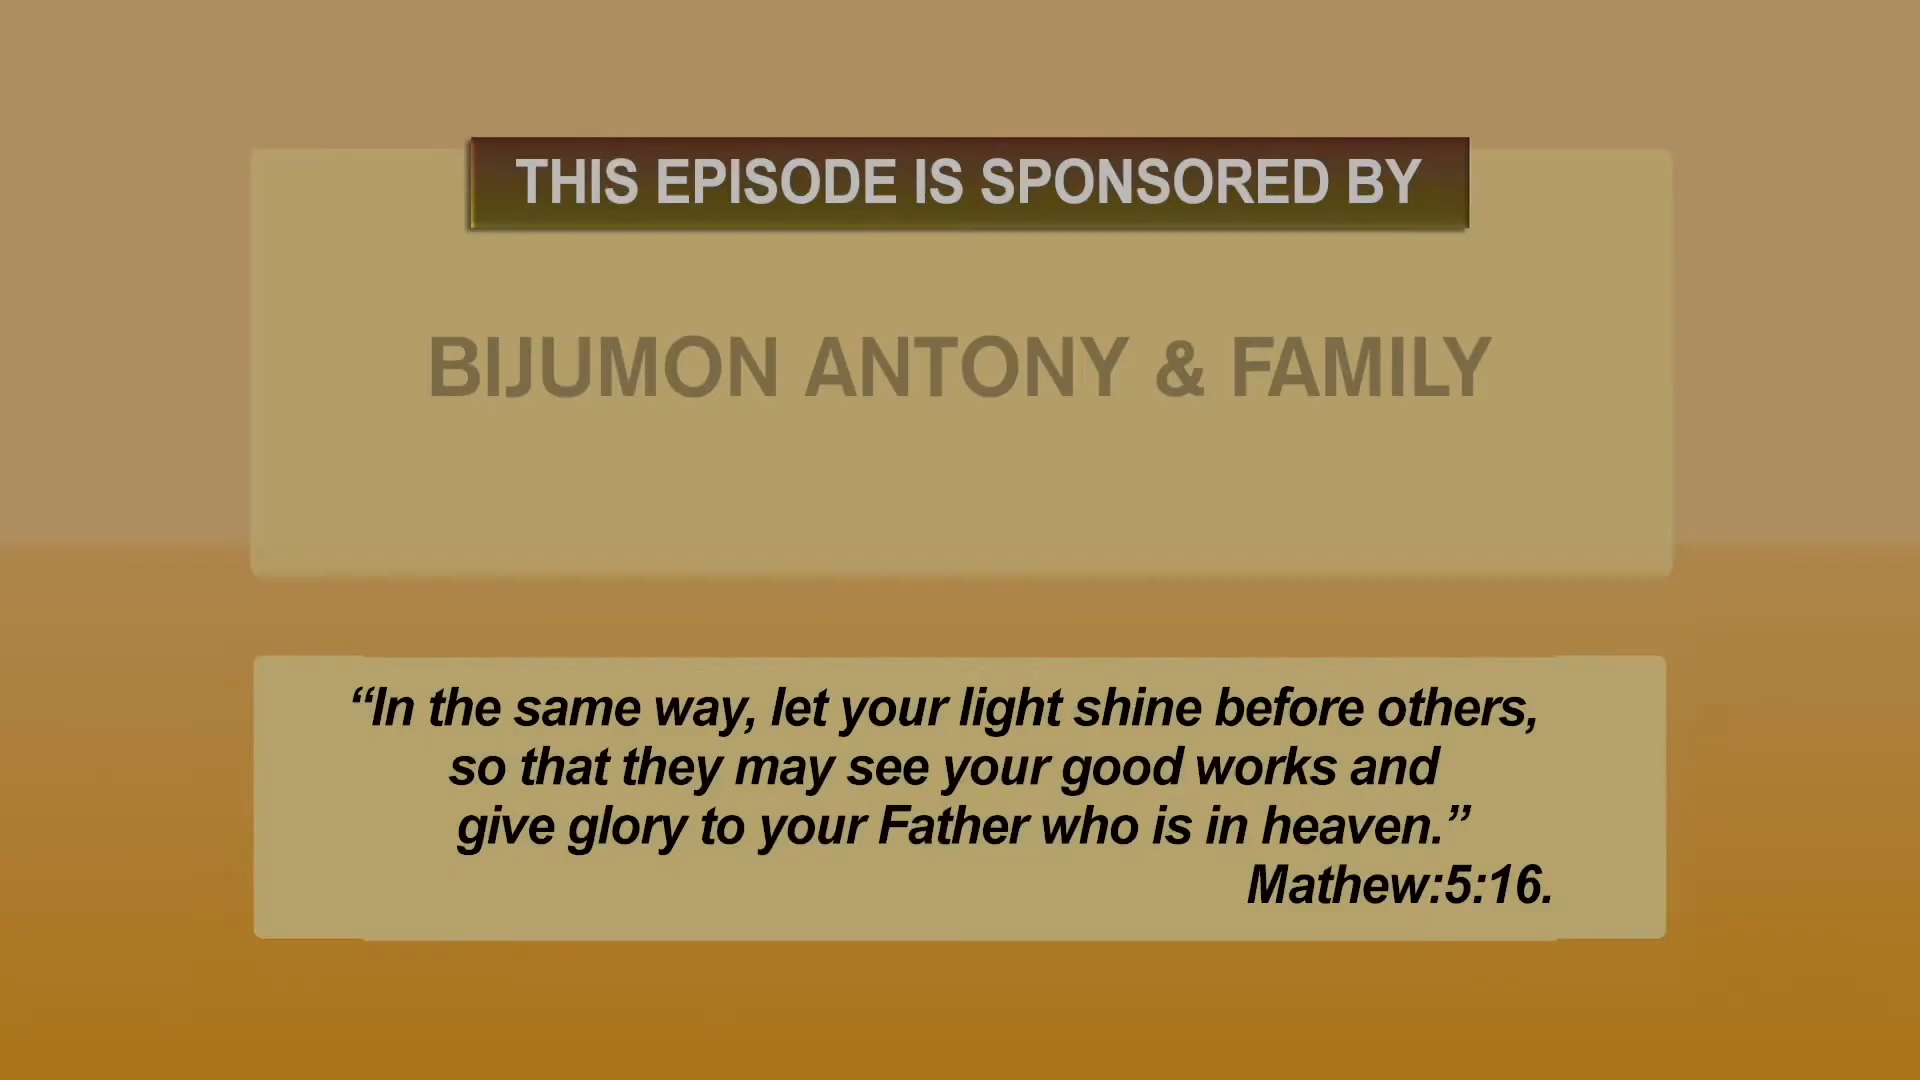 THIS EPISODE IS SPONSORED BY
BIJUMON ANTONY & FAMILY
“In the same way, let your light shine before others,
so that they may see your good works and
give glory to your Father who is in heaven.”
Mathew:5:16.